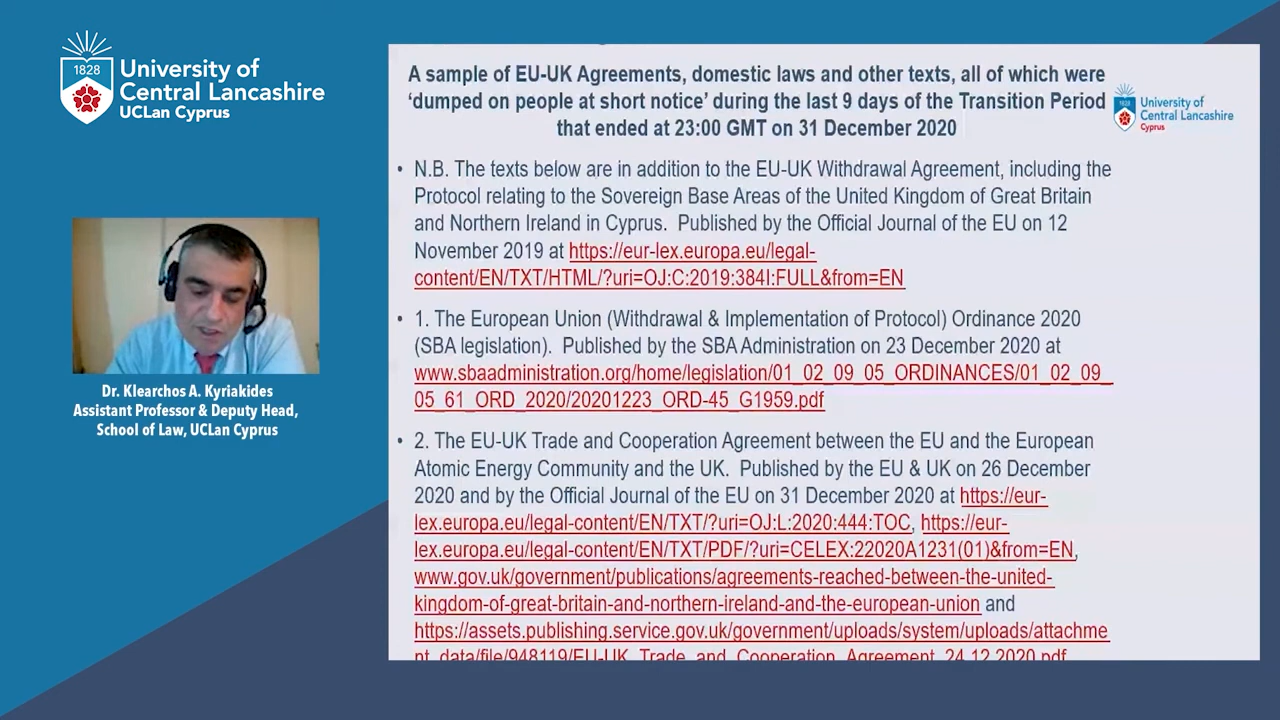 1828
University of
Central Lancashire
UCLan Cyprus
Dr. Klearchos A. Kyriakides
Assistant Professor & Deputy Head,
School of Law, UCLan Cyprus
A sample of EU-UK Agreements, domestic laws and other texts, all of which were
‘dumped on people at short notice’ during the last 9 days of the Transition Period
that ended at 23:00 GMT on 31 December 2020
1828
University of
Central Lancashire
Cyprus
• N.B. The texts below are in addition to the EU-UK Withdrawal Agreement, including the
Protocol relating to the Sovereign Base Areas of the United Kingdom of Great Britain
and Northern Ireland in Cyprus. Published by the Official Journal of the EU on 12
November 2019 at https://eur-lex.europa.eu/legal-
content/EN/TXT/HTML/?uri=OJ:C:2019:384I:FULL&from=EN
• 1. The European Union (Withdrawal & Implementation of Protocol) Ordinance 2020
(SBA legislation). Published by the SBA Administration on 23 December 2020 at
www.sbaadministration.org/home/legislation/01_02_09_05_ORDINANCES/01_02_09_
05_61_ORD_2020/20201223_ORD-45_G1959.pdf
• 2. The EU-UK Trade and Cooperation Agreement between the EU and the European
Atomic Energy Community and the UK. Published by the EU & UK on 26 December
2020 and by the Official Journal of the EU on 31 December 2020 at https://eur-
lex.europa.eu/legal-content/EN/TXT/?uri=OJ:L:2020:444:TOC, https://eur-
lex.europa.eu/legal-content/EN/TXT/PDF/?uri=CELEX:22020A1231(01)&from=EN,
www.gov.uk/government/publications/agreements-reached-between-the-united-
kingdom-of-great-britain-and-northern-ireland-and-the-european-union and
https://assets.publishing.service.gov.uk/government/uploads/system/uploads/attachme
nt_data/file/948119/EU-UK_Trade_and_Cooperation_Agreement_24.12.2020.pdf